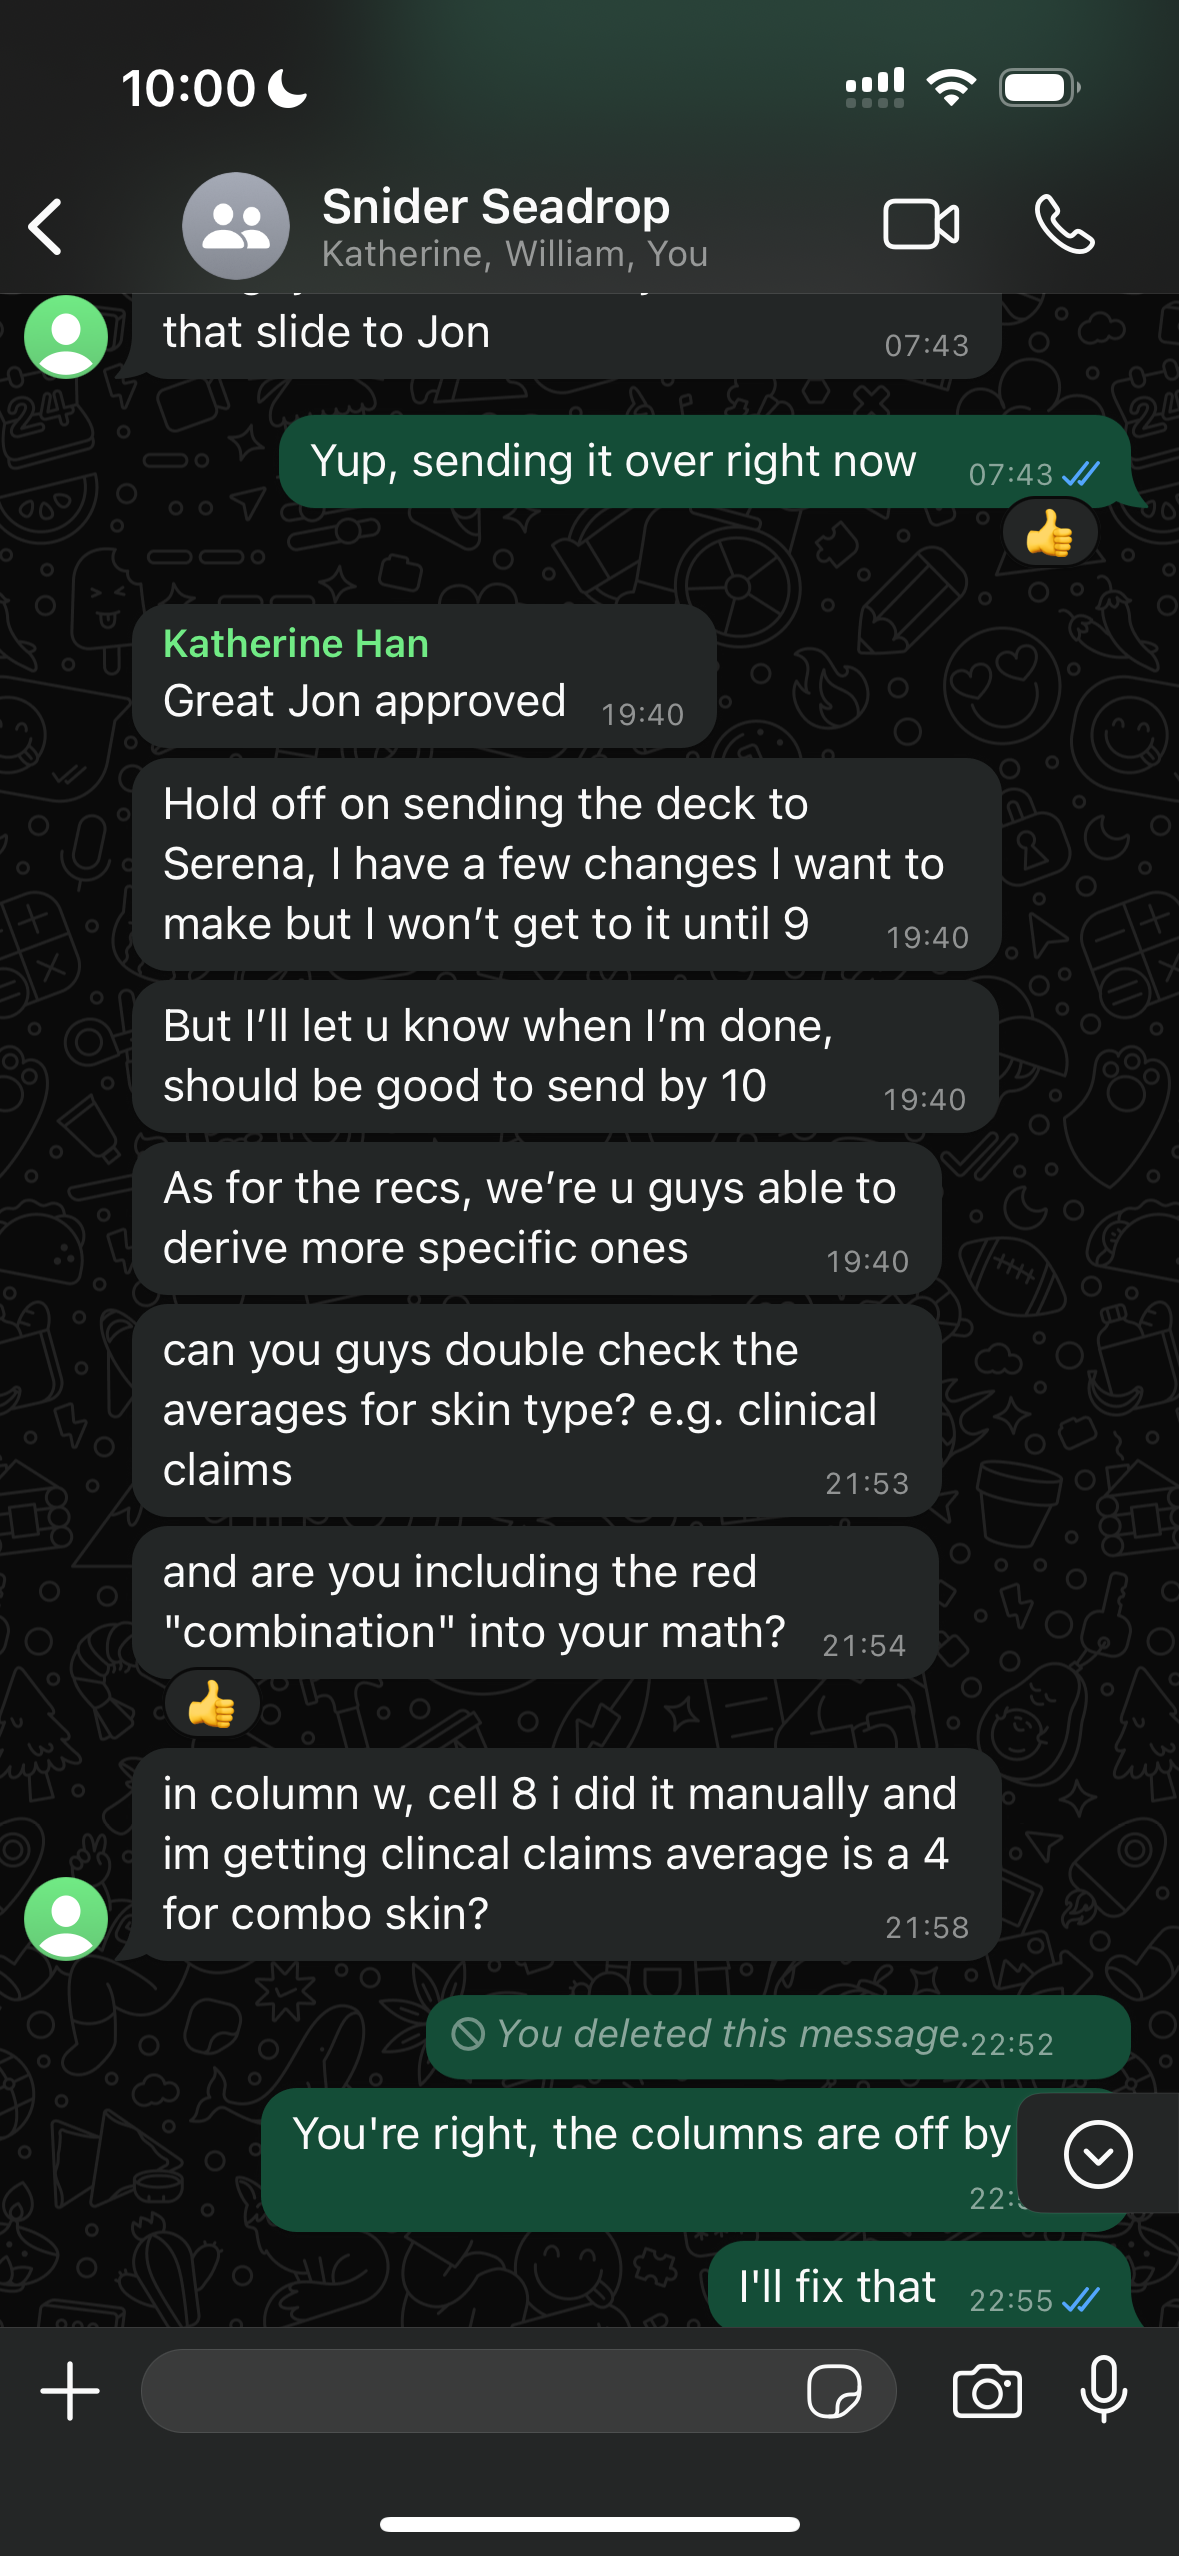 10:00
Snider Seadrop
Katherine, William, You
that slide to Jon
07:43
Yup, sending it over right now
07:43
Katherine Han
Great Jon approved
19:40
Hold off on sending the deck to
Serena, I have a few changes I want to
make but I won’t get to it until 9
19:40
But I’ll let u know when I’m done,
should be good to send by 10
19:40
As for the recs, we’re u guys able to
derive more specific ones
19:40
can you guys double check the
averages for skin type? e.g. clinical
claims
21:53
and are you including the red
"combination" into your math?
21:54
in column w, cell 8 i did it manually and
im getting clincal claims average is a 4
for combo skin?
21:58
You deleted this message.
22:52
You're right, the columns are off by
I'll fix that
22:55